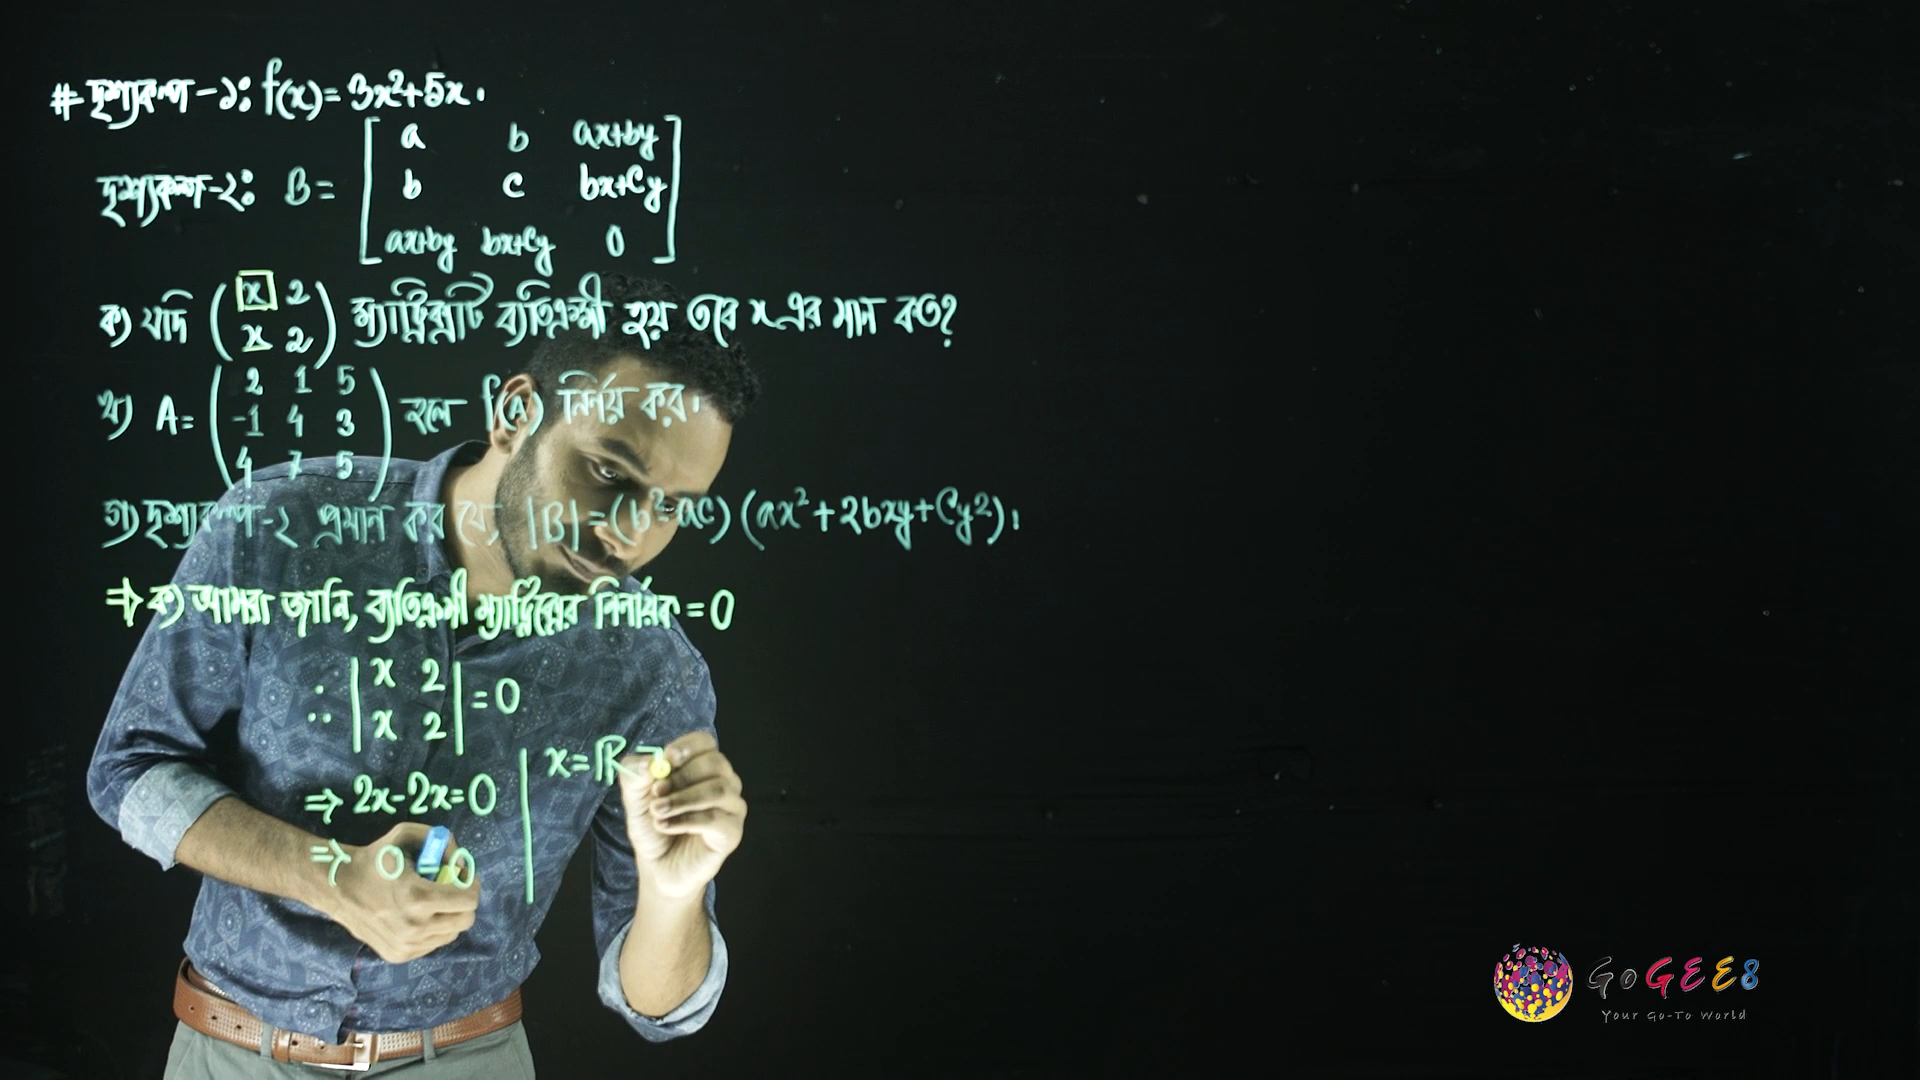 # দৃশ্যকল্প-১: f(x) = 3x²+5x.
দৃশ্যকল্প-২: B = [ a b ax+by
b c bx+cy
ax+by bx+cy 0 ]
ক) যদি ( x 2
x 2 ) ম্যাট্রিক্সটি ব্যতিক্রমী হয় তবে x এর মান কত?
খ) A = ( 2 1 5
-1 4 3
4 7 5 ) হলে f(A) নির্ণয় কর।
গ) দৃশ্যকল্প-২ প্রমান কর যে, |B| = (b²-ac) (ax²+2bxy+cy²)।
⇒ ক) আমরা জানি, ব্যতিক্রমী ম্যাট্রিক্সের নির্ণায়ক = 0
∴ | x 2
x 2 | = 0
⇒ 2x-2x=0
⇒ 0 0
x = ℝ
GoGEE8
Your Go-To World